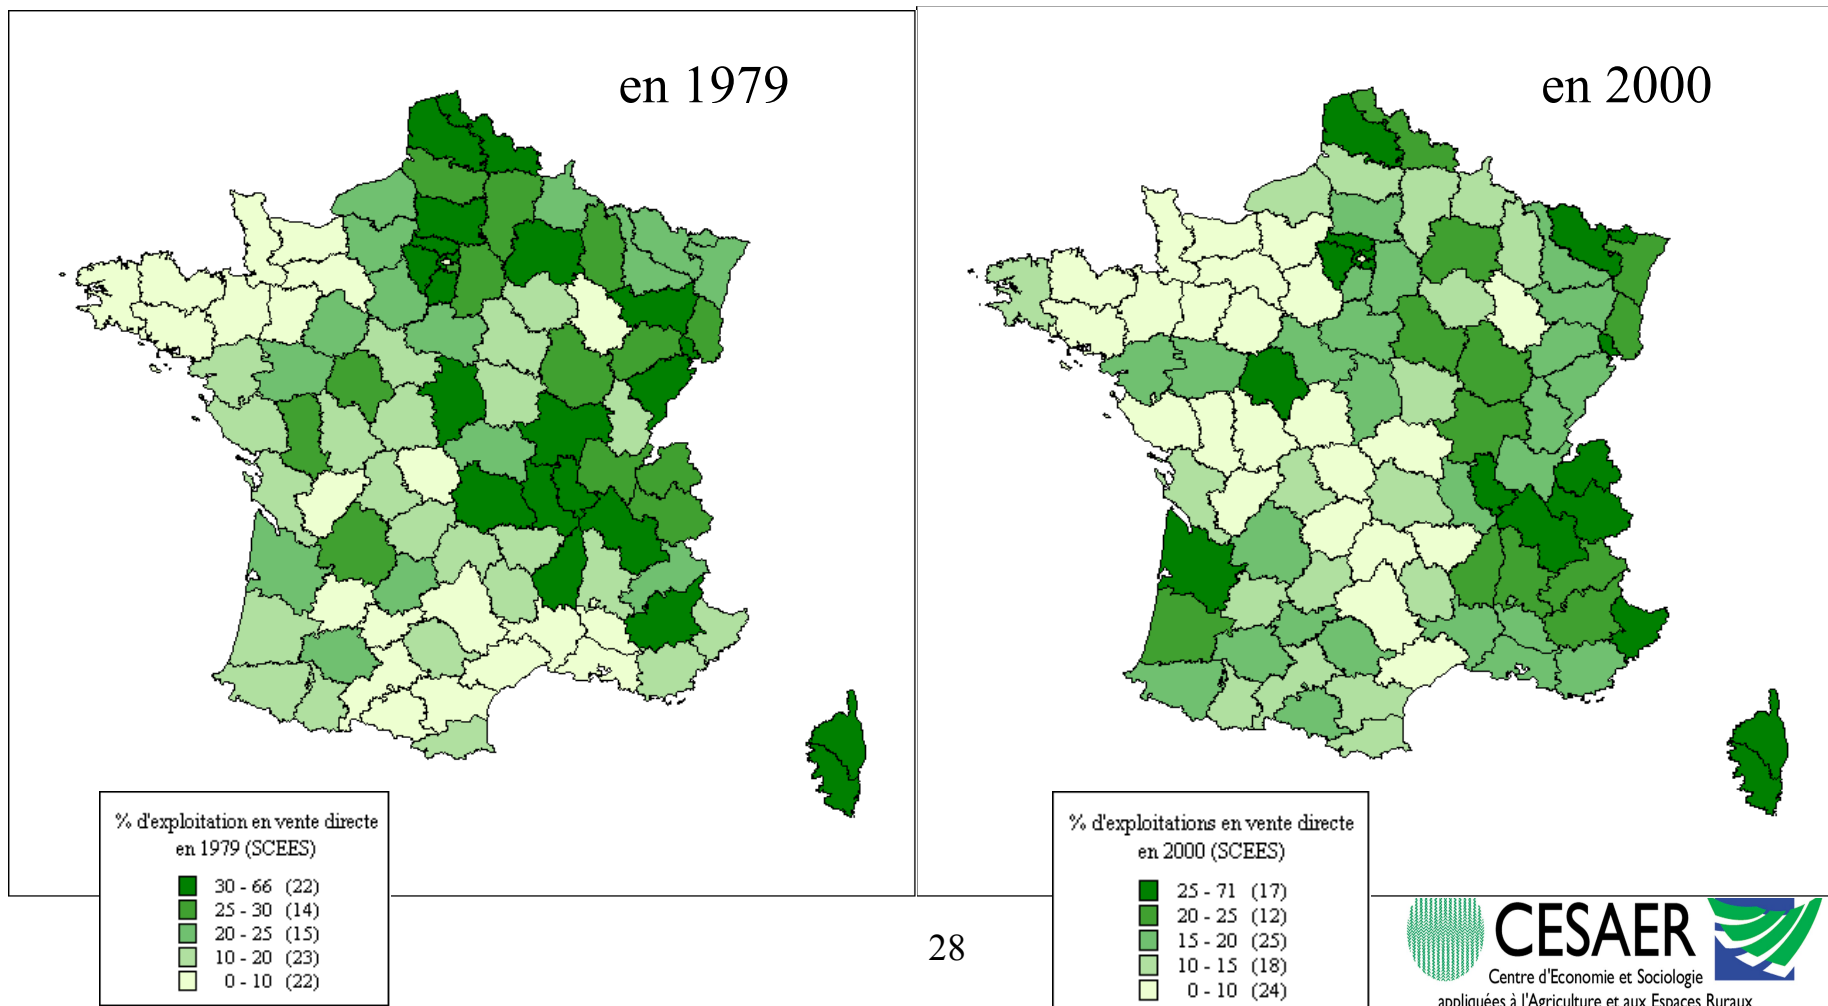 en 1979
en 2000
% d'exploitation en vente directe
en 1979 (SCEES)
30 - 66 (22)
25 - 30 (14)
20 - 25 (15)
10 - 20 (23)
0 - 10 (22)
% d'exploitations en vente directe
en 2000 (SCEES)
25 - 71 (17)
20 - 25 (12)
15 - 20 (25)
10 - 15 (18)
0 - 10 (24)
28
CESAER
Centre d'Economie et Sociologie
appliquées à l'Agriculture et aux Espaces Ruraux